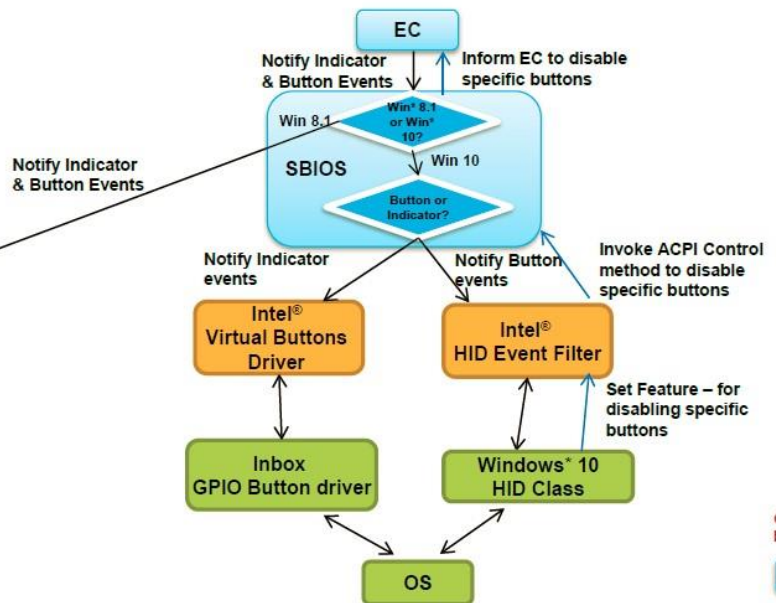 EC
Notify Indicator
& Button Events
Inform EC to disable
specific buttons
Win* 8.1
or Win*
10?
Win 8.1
Win 10
SBIOS
Button or
Indicator?
Notify Indicator
& Button Events
Notify Indicator
events
Notify Button
events
Invoke ACPI Control
method to disable
specific buttons
Intel®
Virtual Buttons
Driver
Intel®
HID Event Filter
Set Feature – for
disabling specific
buttons
Inbox
GPIO Button driver
Windows* 10
HID Class
OS